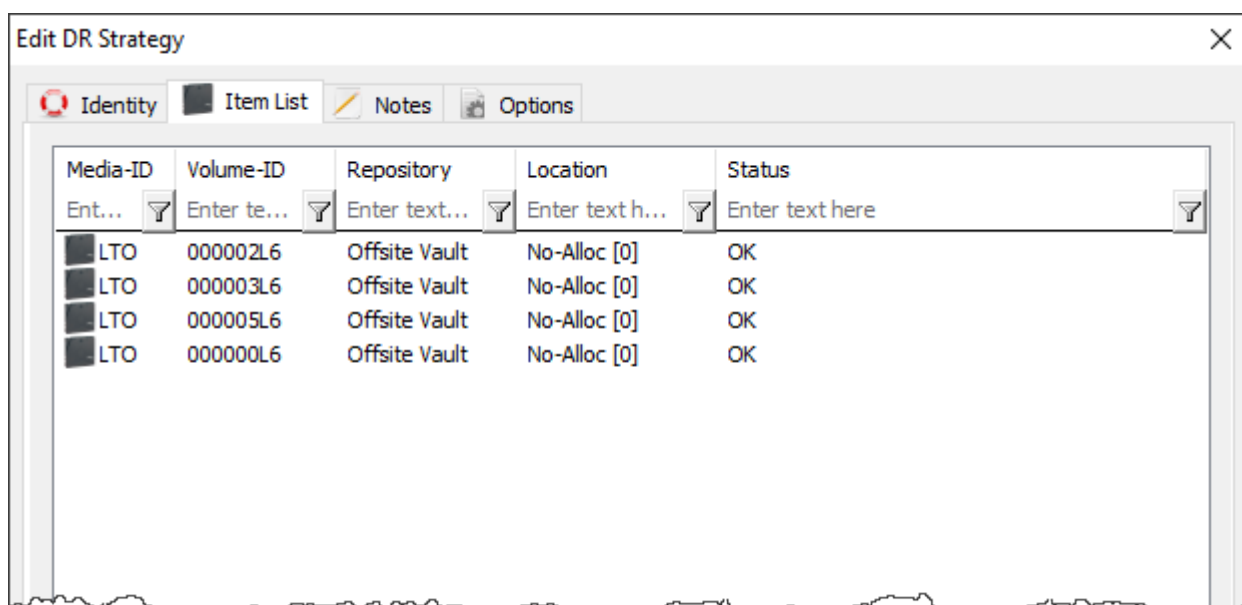 Edit DR Strategy
Identity Item List Notes Options
Media-ID Volume-ID Repository Location Status
Ent... Enter te... Enter text... Enter text h... Enter text here
LTO 000002L6 Offsite Vault No-Alloc [0] OK
LTO 000003L6 Offsite Vault No-Alloc [0] OK
LTO 000005L6 Offsite Vault No-Alloc [0] OK
LTO 000000L6 Offsite Vault No-Alloc [0] OK